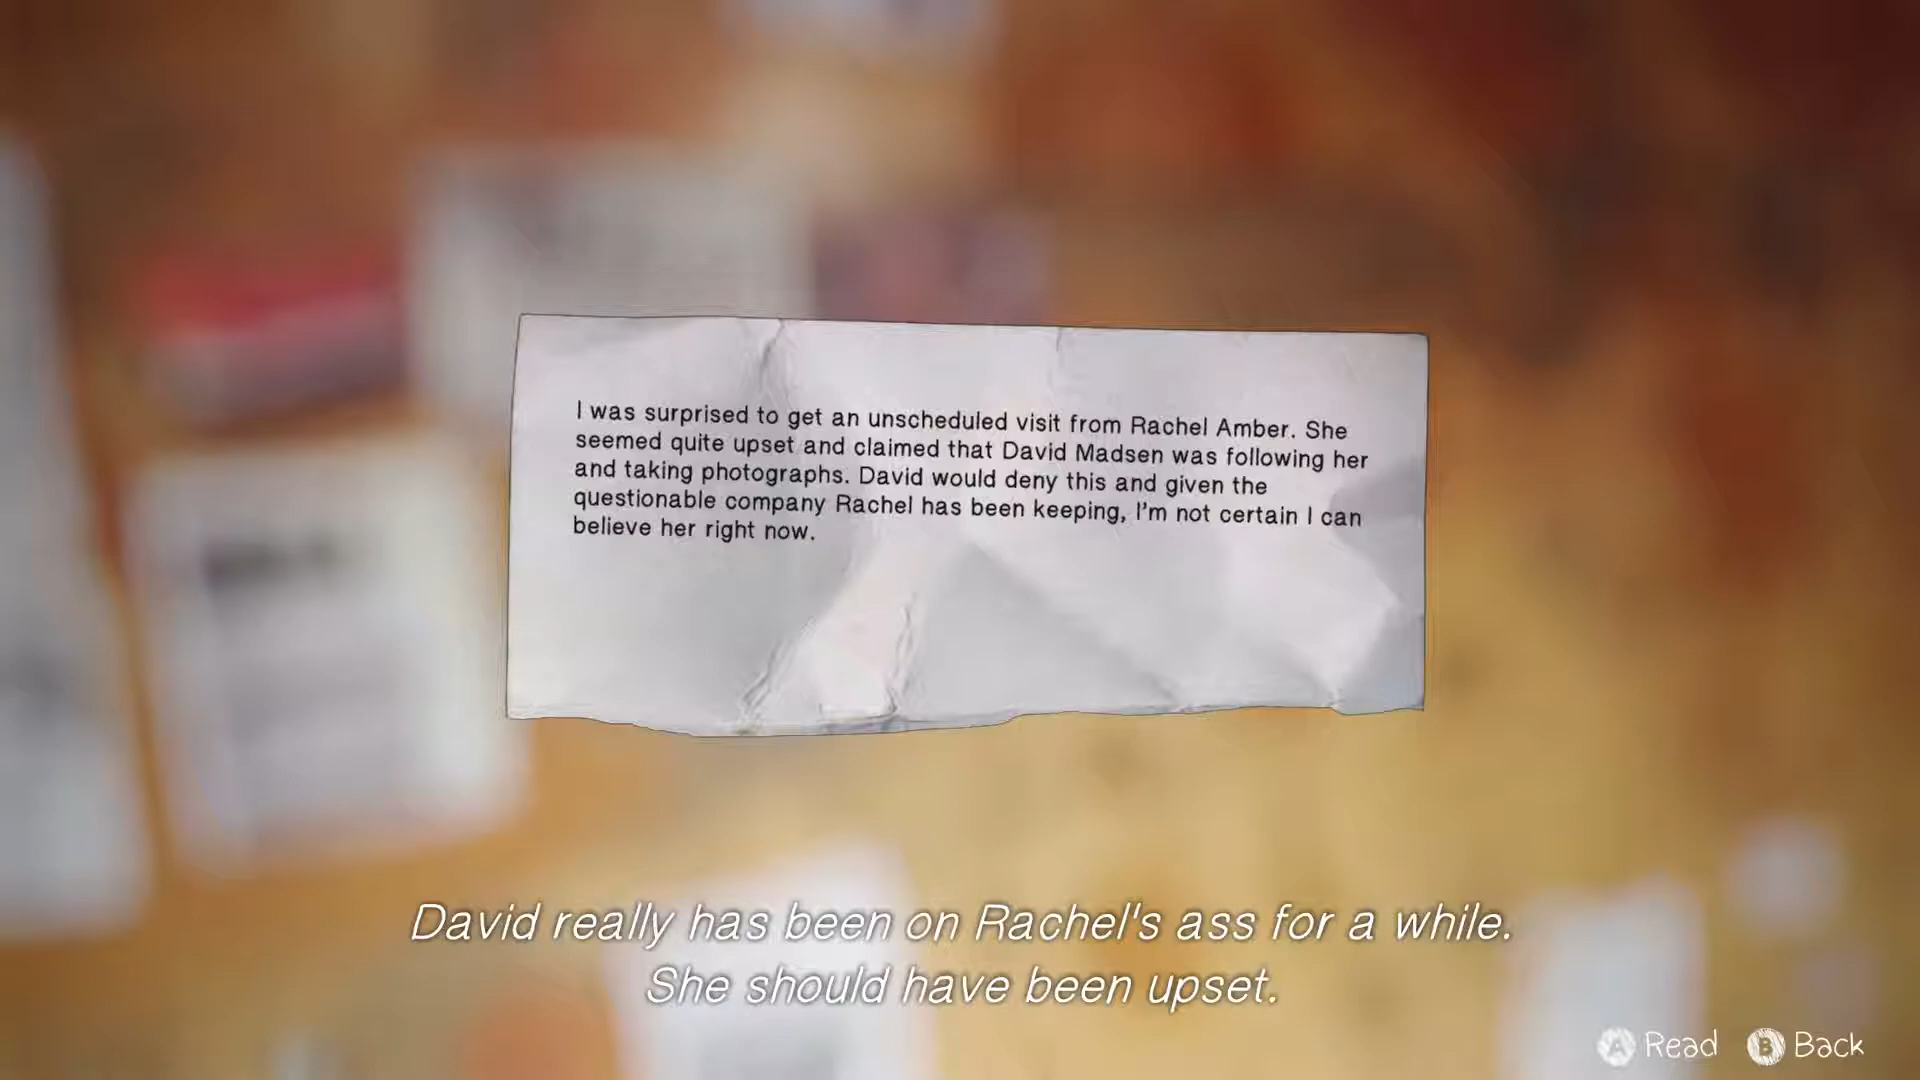 I was surprised to get an unscheduled visit from Rachel Amber. She
seemed quite upset and claimed that David Madsen was following her
and taking photographs. David would deny this and given the
questionable company Rachel has been keeping, I'm not certain I can
believe her right now.
David really has been on Rachel's ass for a while.
She should have been upset.
A Read B Back